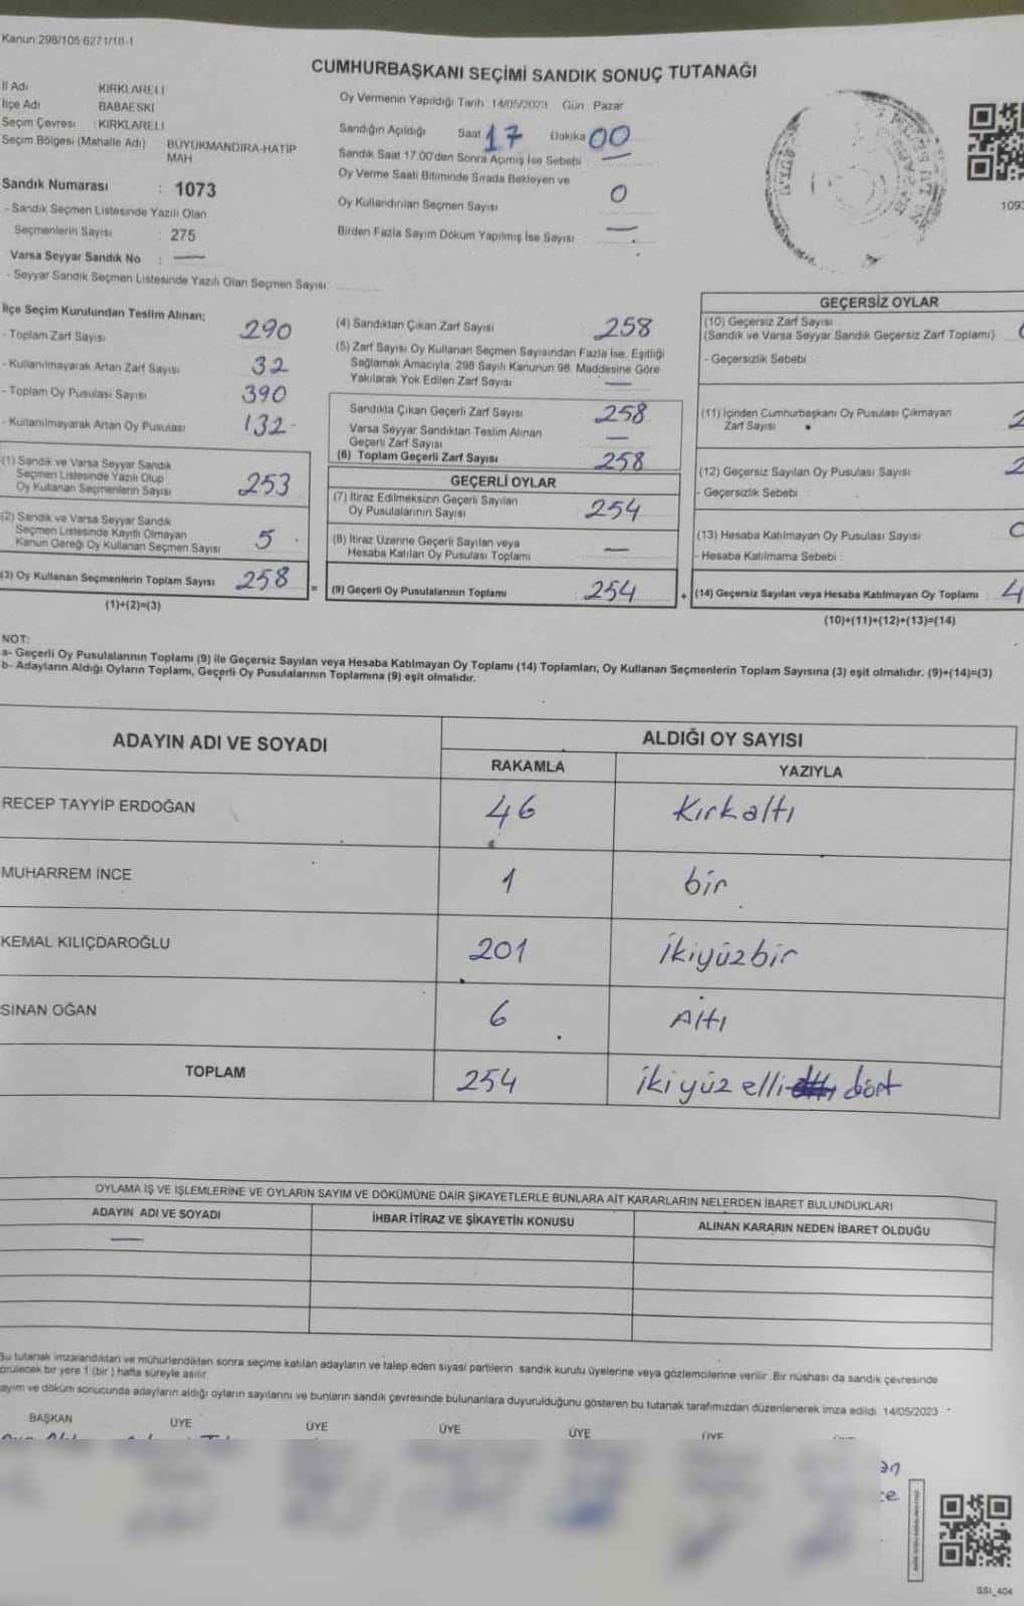 Kanun:298/105 6271/18-1
CUMHURBAŞKANI SEÇİMİ SANDIK SONUÇ TUTANAĞI
İl Adı KIRKLARELİ
İlçe Adı BABAESKİ
Seçim Çevresi : KIRKLARELİ
Seçim Bölgesi (Mahalle Adı) BÜYÜKMANDIRA-HATİP MAH
Sandık Numarası : 1073
- Sandık Seçmen Listesinde Yazılı Olan
Seçmenlerin Sayısı : 275
Varsa Seyyar Sandık No : —
- Seyyar Sandık Seçmen Listesinde Yazılı Olan Seçmen Sayısı:
Oy Vermenin Yapıldığı Tarih 14/05/2023 Gün Pazar
Sandığın Açıldığı Saat 17 Dakika 00
Sandık Saat 17:00'den Sonra Açımış İse Sebebi —
Oy Verme Saati Bitiminde Sırada Bekleyen ve
Oy Kullandırılan Seçmen Sayısı 0
Birden Fazla Sayım Döküm Yapılmış İse Sayısı —
109
İlçe Seçim Kurulundan Teslim Alınan;
- Toplam Zarf Sayısı 290
- Kullanılmayarak Artan Zarf Sayısı 32
- Toplam Oy Pusulası Sayısı 390
- Kullanılmayarak Artan Oy Pusulası 132
(1) Sandık ve Varsa Seyyar Sandık
Seçmen Listesinde Yazılı Olup
Oy Kullanan Seçmenlerin Sayısı 253
(2) Sandık ve Varsa Seyyar Sandık
Seçmen Listesinde Kayıtlı Olmayan
Kanun Gereği Oy Kullanan Seçmen Sayısı 5
(3) Oy Kullanan Seçmenlerin Toplam Sayısı 258
(1)+(2)=(3)
(4) Sandıktan Çıkan Zarf Sayısı 258
(5) Zarf Sayısı Oy Kullanan Seçmen Sayısından Fazla İse, Eşitliği
Sağlamak Amacıyla, 298 Sayılı Kanunun 98. Maddesine Göre
Yakılarak Yok Edilen Zarf Sayısı —
Sandıkta Çıkan Geçerli Zarf Sayısı 258
Varsa Seyyar Sandıktan Teslim Alınan
Geçerli Zarf Sayısı —
(6) Toplam Geçerli Zarf Sayısı 258
GEÇERLİ OYLAR
(7) İtiraz Edilmeksizin Geçerli Sayılan
Oy Pusulalarının Sayısı 254
(8) İtiraz Üzerine Geçerli Sayılan veya
Hesaba Katılan Oy Pusulası Toplamı —
= (9) Geçerli Oy Pusulalarının Toplamı : 254
GEÇERSİZ OYLAR
(10) Geçersiz Zarf Sayısı
(Sandık ve Varsa Seyyar Sandık Geçersiz Zarf Toplamı)
- Geçersizlik Sebebi
(11) İçinden Cumhurbaşkanı Oy Pusulası Çıkmayan
Zarf Sayısı 2
(12) Geçersiz Sayılan Oy Pusulası Sayısı 2
- Geçersizlik Sebebi
(13) Hesaba Katılmayan Oy Pusulası Sayısı 0
- Hesaba Katılmama Sebebi :
+ (14) Geçersiz Sayılan veya Hesaba Katılmayan Oy Toplamı 4
(10)+(11)+(12)+(13)=(14)
NOT:
a- Geçerli Oy Pusulalarının Toplamı (9) ile Geçersiz Sayılan veya Hesaba Katılmayan Oy Toplamı (14) Toplamları, Oy Kullanan Seçmenlerin Toplam Sayısına (3) eşit olmalıdır. (9)+(14)=(3)
b- Adayların Aldığı Oyların Toplamı, Geçerli Oy Pusulalarının Toplamına (9) eşit olmalıdır.
ADAYIN ADI VE SOYADI ALDIĞI OY SAYISI
RAKAMLA YAZIYLA
RECEP TAYYİP ERDOĞAN 46 Kırkaltı
MUHARREM İNCE 1 bir
KEMAL KILIÇDAROĞLU 201 ikiyüzbir
SİNAN OĞAN 6 Altı
TOPLAM 254 ikiyüz elli dört
OYLAMA İŞ VE İŞLEMLERİNE VE OYLARIN SAYIM VE DÖKÜMÜNE DAİR ŞİKAYETLERLE BUNLARA AİT KARARLARIN NELERDEN İBARET BULUNDUKLARI
ADAYIN ADI VE SOYADI İHBAR İTİRAZ VE ŞİKAYETİN KONUSU ALINAN KARARIN NEDEN İBARET OLDUĞU
—
Bu tutanak imzalandıktan ve mühürlendikten sonra seçime katılan adayların ve talep eden siyasi partilerin sandık kurulu üyelerine veya gözlemcilerine verilir. Bir nüshası da sandık çevresinde
görülecek bir yere 1 (bir) hafta süreyle asılır.
sayım ve döküm sonucunda adayların aldığı oyların sayılarını ve bunların sandık çevresinde bulunanlara duyurulduğunu gösteren bu tutanak tarafımızdan düzenlenerek imza edildi. 14/05/2023
BAŞKAN ÜYE ÜYE ÜYE ÜYE ÜYE
SSI_404